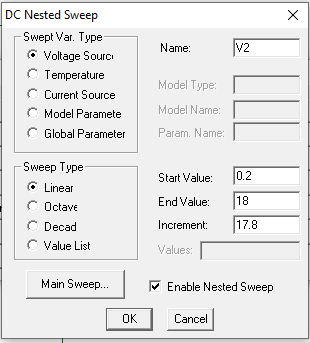 DC Nested Sweep
Swept Var. Type
Voltage Sourc
Temperature
Current Source
Model Paramete
Global Parameter
Name: V2
Model Type:
Model Name:
Param. Name:
Sweep Type
Linear
Octave
Decad
Value List
Start Value: 0.2
End Value: 18
Increment: 17.8
Values:
Main Sweep...
Enable Nested Sweep
OK Cancel